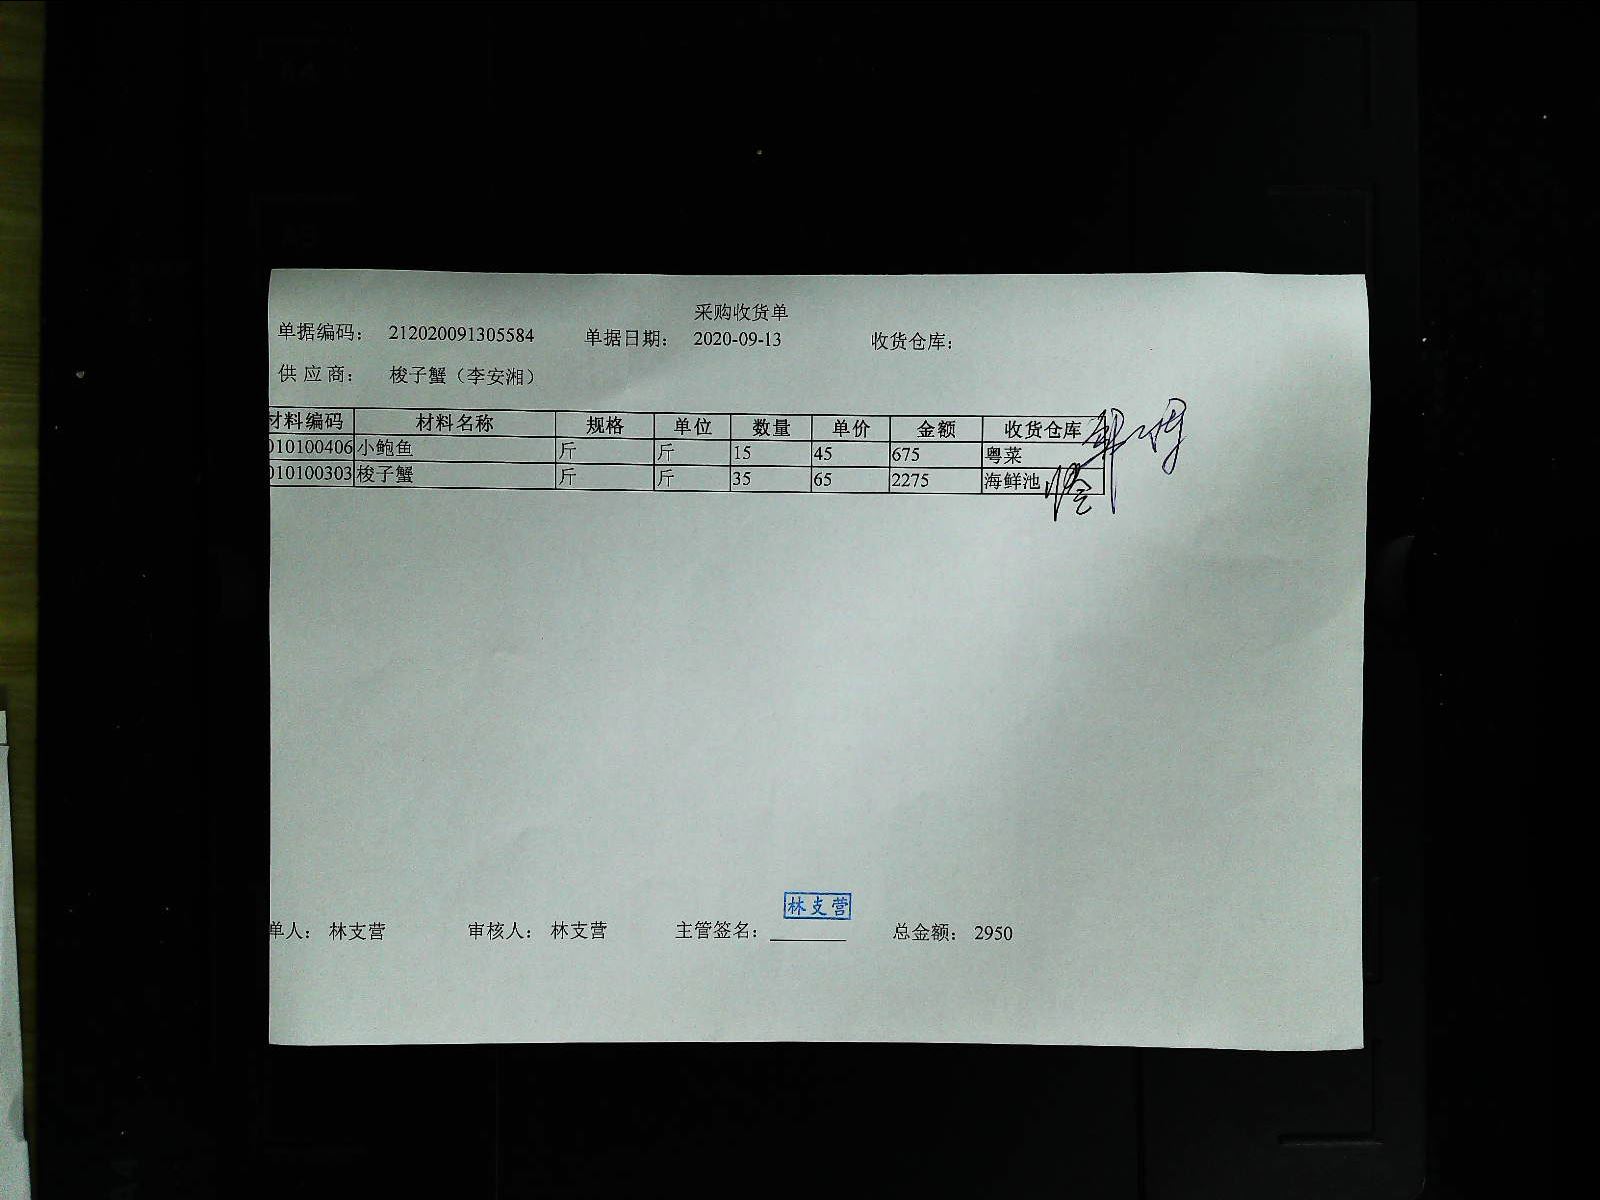 采购收货单
单据编码： 212020091305584 单据日期： 2020-09-13 收货仓库：
供应商： 梭子蟹（李安湘）
材料编码 材料名称 规格 单位 数量 单价 金额 收货仓库
010100406 小鲍鱼 斤 斤 15 45 675 粤菜
010100303 梭子蟹 斤 斤 35 65 2275 海鲜池
林支营
单人： 林支营 审核人： 林支营 主管签名： 总金额： 2950